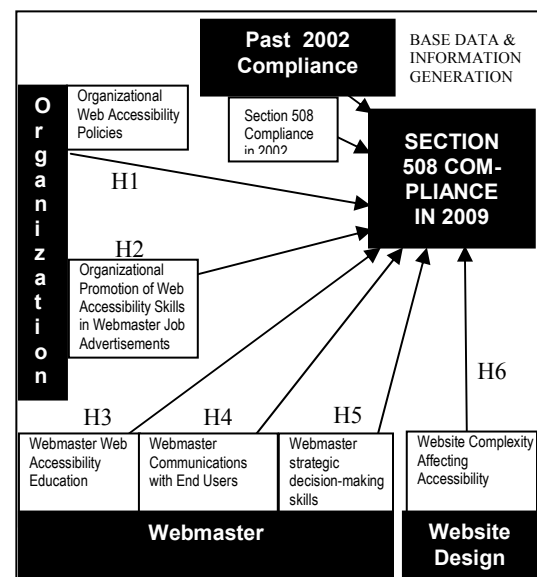 Past 2002
Compliance
BASE DATA &
INFORMATION
GENERATION
Organization
Organizational
Web Accessibility
Policies
Section 508
Compliance
in 2002
SECTION
508 COM-
PLIANCE
IN 2009
H1
H2
Organizational
Promotion of Web
Accessibility Skills
in Webmaster Job
Advertisements
H3
H4
H5
H6
Webmaster Web
Accessibility
Education
Webmaster
Communications
with End Users
Webmaster
strategic
decision-making
skills
Website Complexity
Affecting
Accessibility
Webmaster
Website
Design